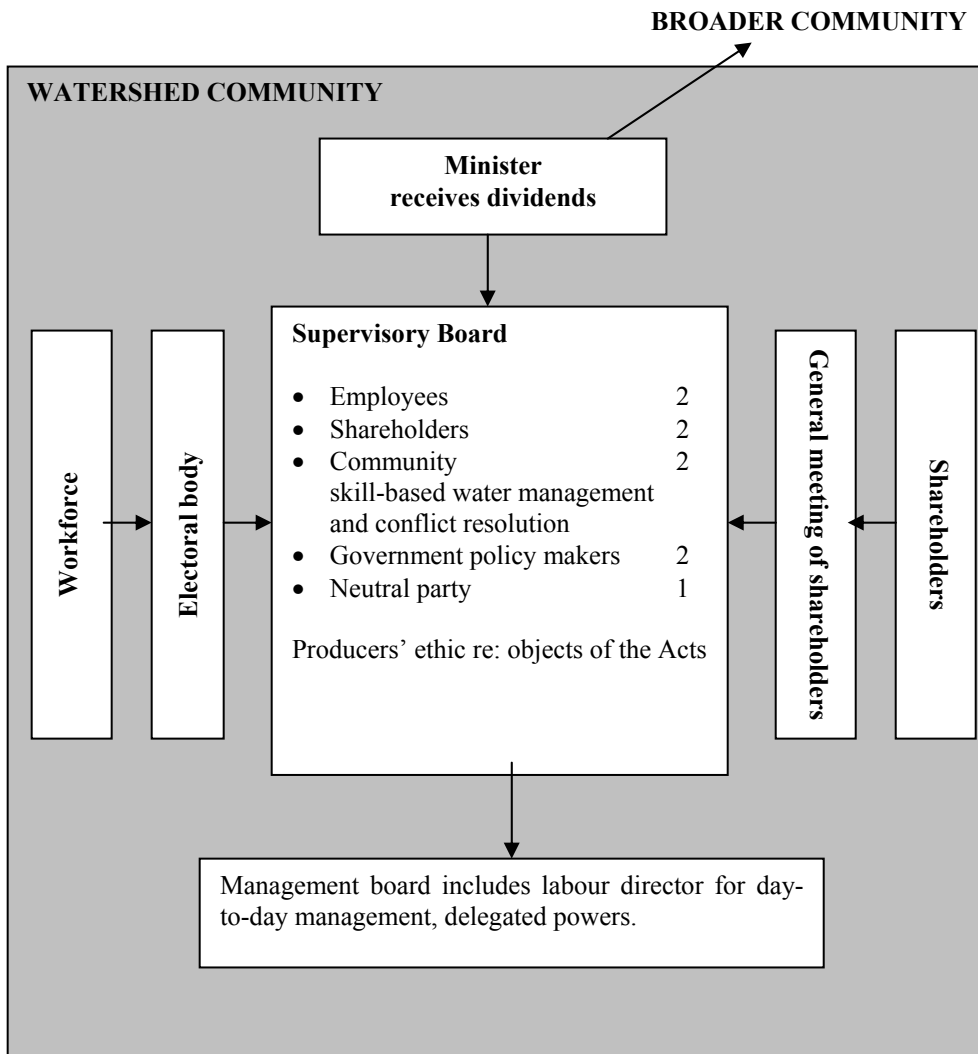 BROADER COMMUNITY
WATERSHED COMMUNITY
Minister
receives dividends
Workforce
Electoral body
Supervisory Board
• Employees 2
• Shareholders 2
• Community 2
skill-based water management
and conflict resolution
• Government policy makers 2
• Neutral party 1
Producers’ ethic re: objects of the Acts
General meeting of shareholders
Shareholders
Management board includes labour director for day-
to-day management, delegated powers.